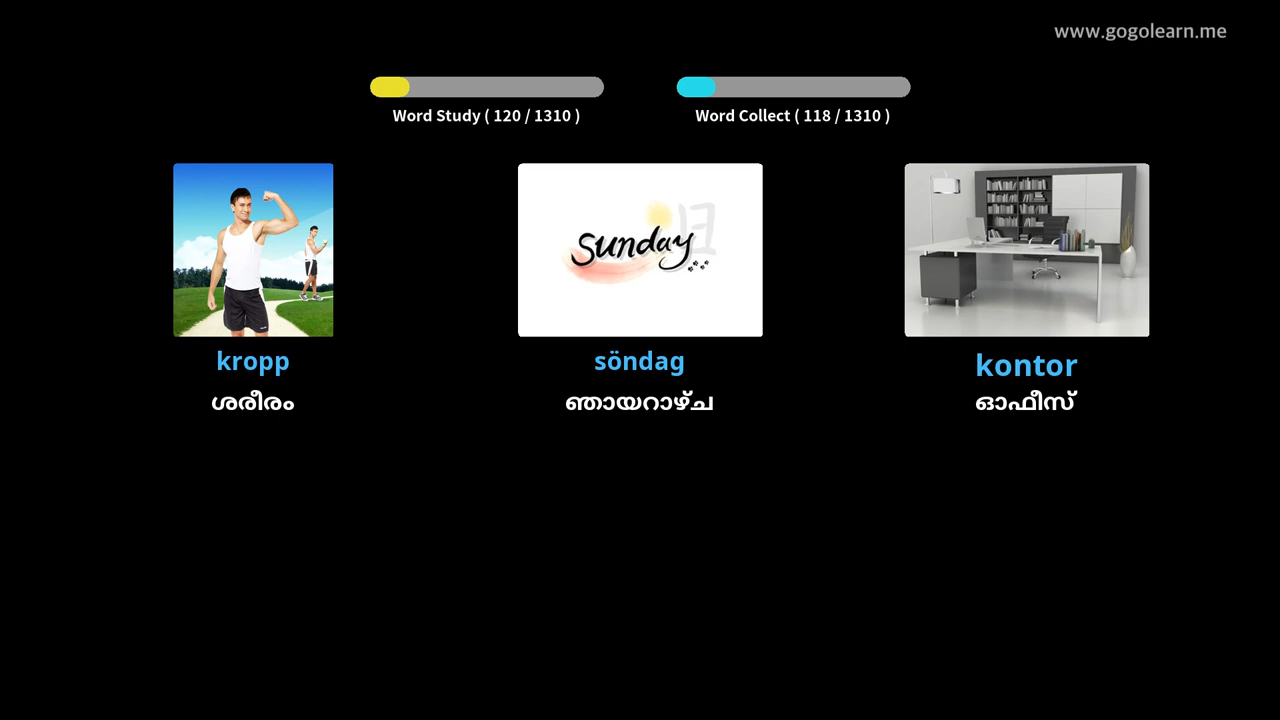 www.gogolearn.me
Word Study ( 120 / 1310 )
Word Collect ( 118 / 1310 )
Sunday
kropp
söndag
kontor
ശരീരം
ഞായറാഴ്ച
ഓഫീസ്